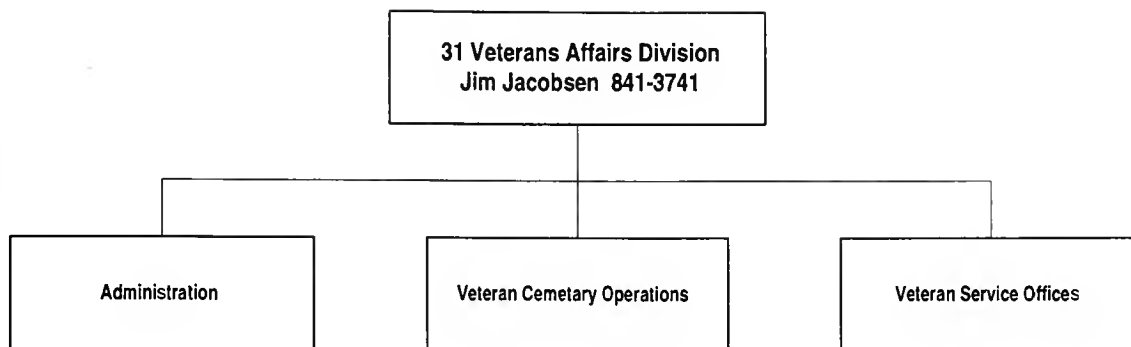 31 Veterans Affairs Division
Jim Jacobsen 841-3741
Administration
Veteran Cemetary Operations
Veteran Service Offices